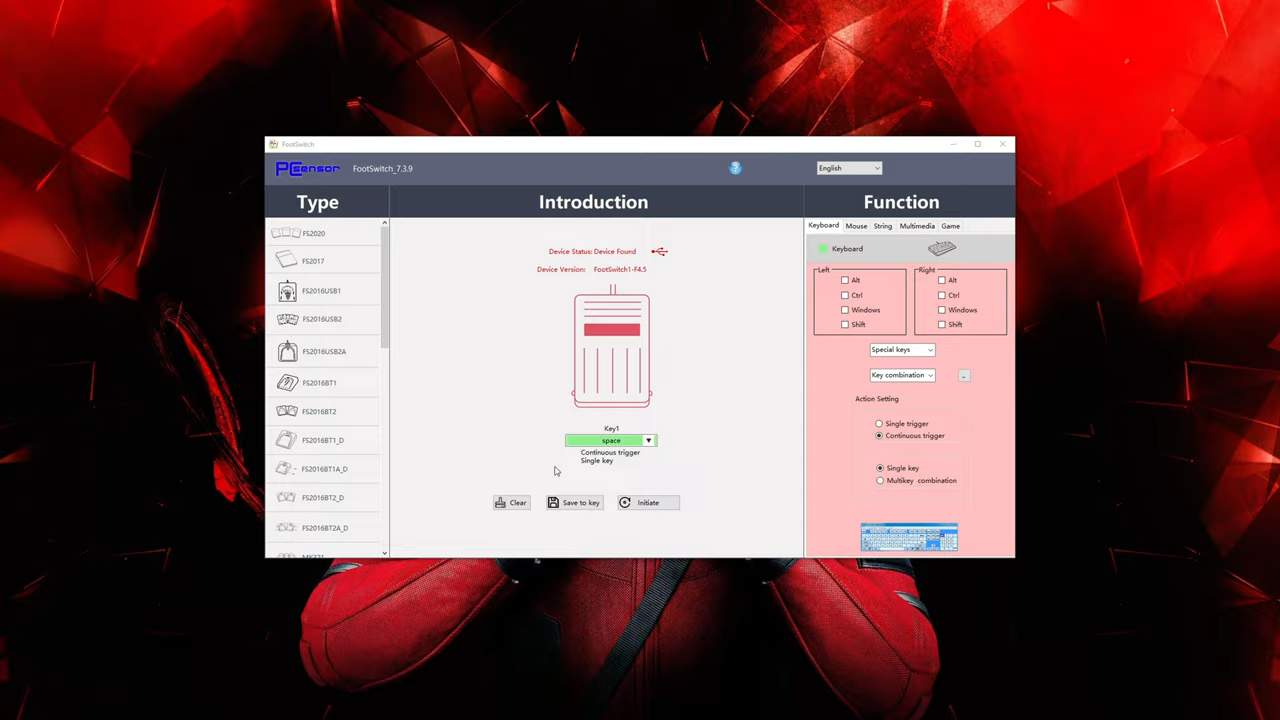 FootSwitch
PCsensor
FootSwitch_7.3.9
English
Type
Introduction
Function
FS2020
FS2017
FS2016USB1
FS2016USB2
FS2016USB2A
FS2016BT1
FS2016BT2
FS2016BT1_D
FS2016BT1A_D
FS2016BT2_D
FS2016BT2A_D
Device Status: Device Found
Device Version: FootSwitch1-F4.5
Key1
space
Continuous trigger
Single key
Clear
Save to key
Initiate
Keyboard Mouse String Multimedia Game
Keyboard
Left
Alt
Ctrl
Windows
Shift
Right
Alt
Ctrl
Windows
Shift
Special keys
Key combination
...
Action Setting
Single trigger
Continuous trigger
Single key
Multikey combination